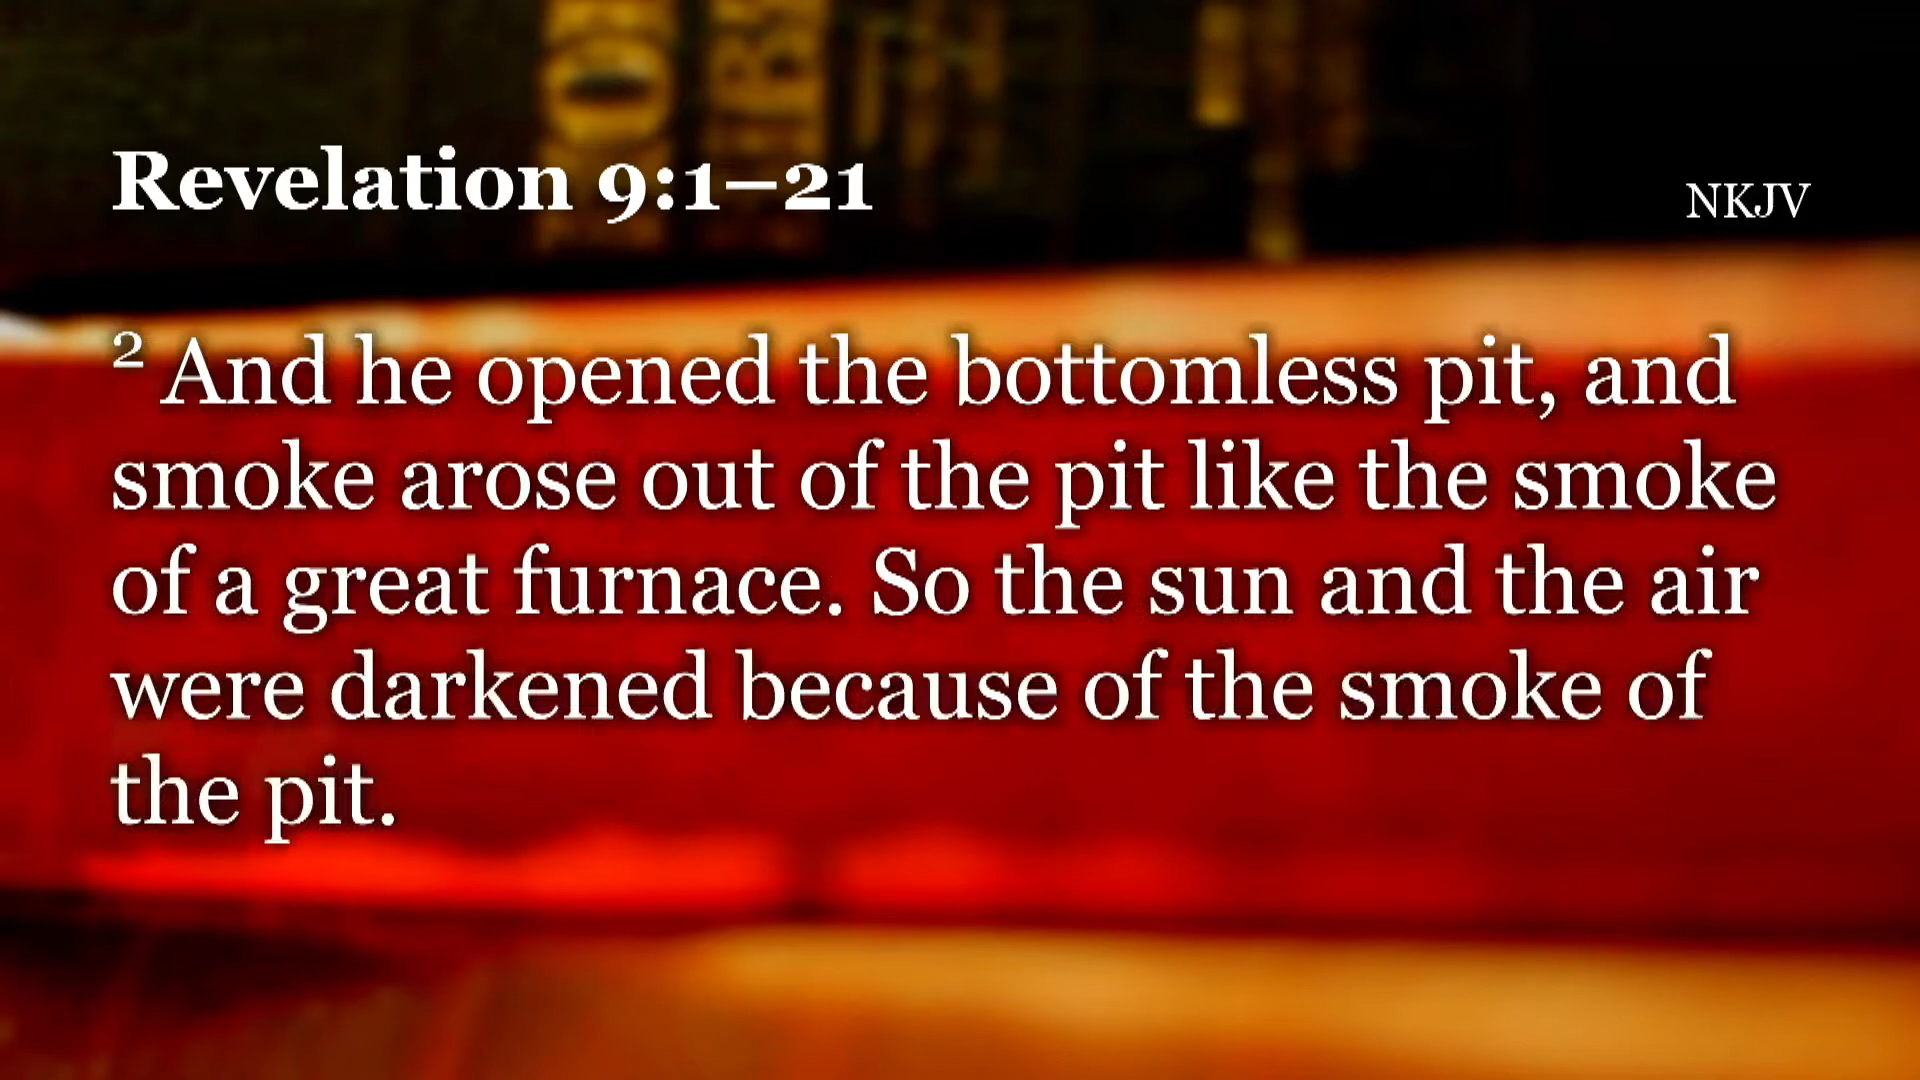 Revelation 9:1–21
NKJV
2 And he opened the bottomless pit, and
smoke arose out of the pit like the smoke
of a great furnace. So the sun and the air
were darkened because of the smoke of
the pit.